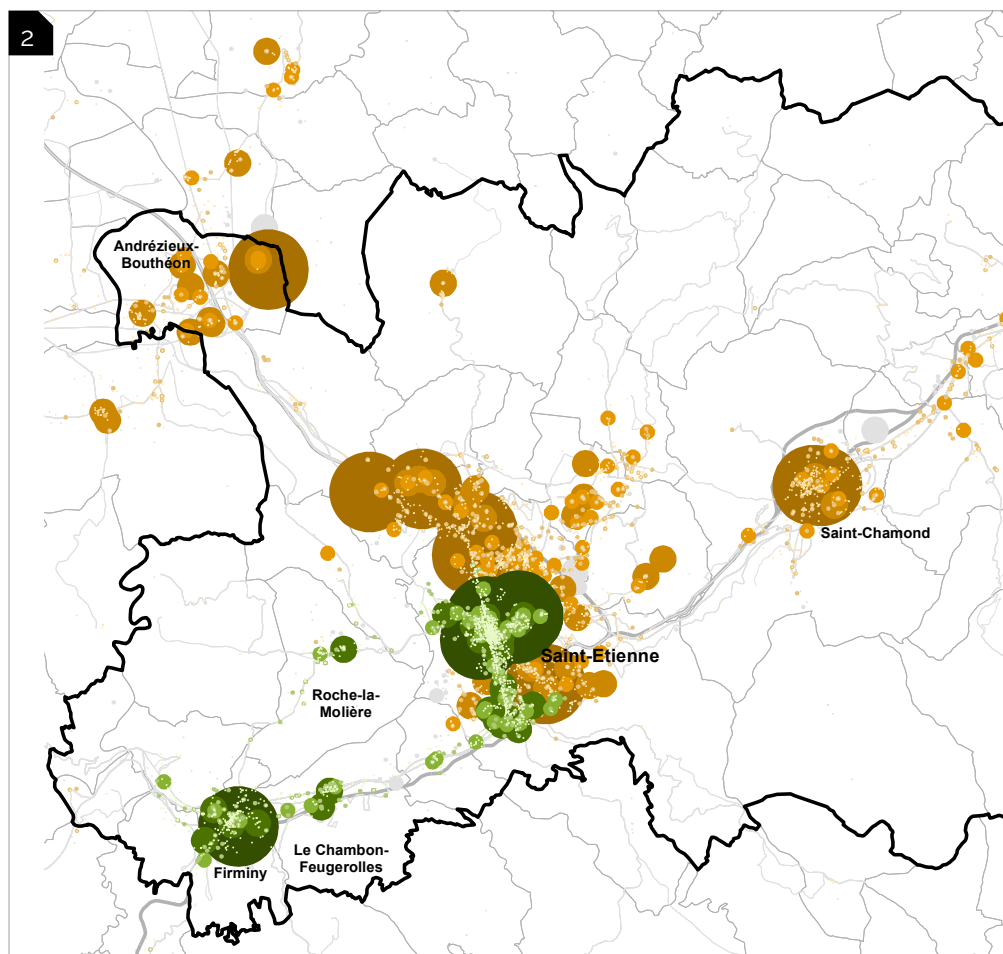 2
Andrézieux-
Bouthéon
Saint-Chamond
Saint-Etienne
Roche-la-
Molière
Le Chambon-
Feugerolles
Firminy